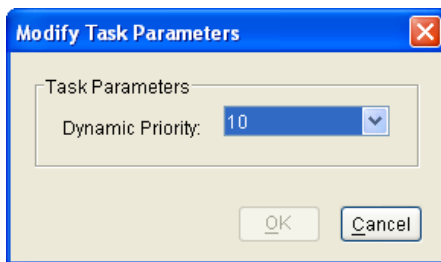 Modify Task Parameters
Task Parameters
Dynamic Priority: 10
OK Cancel